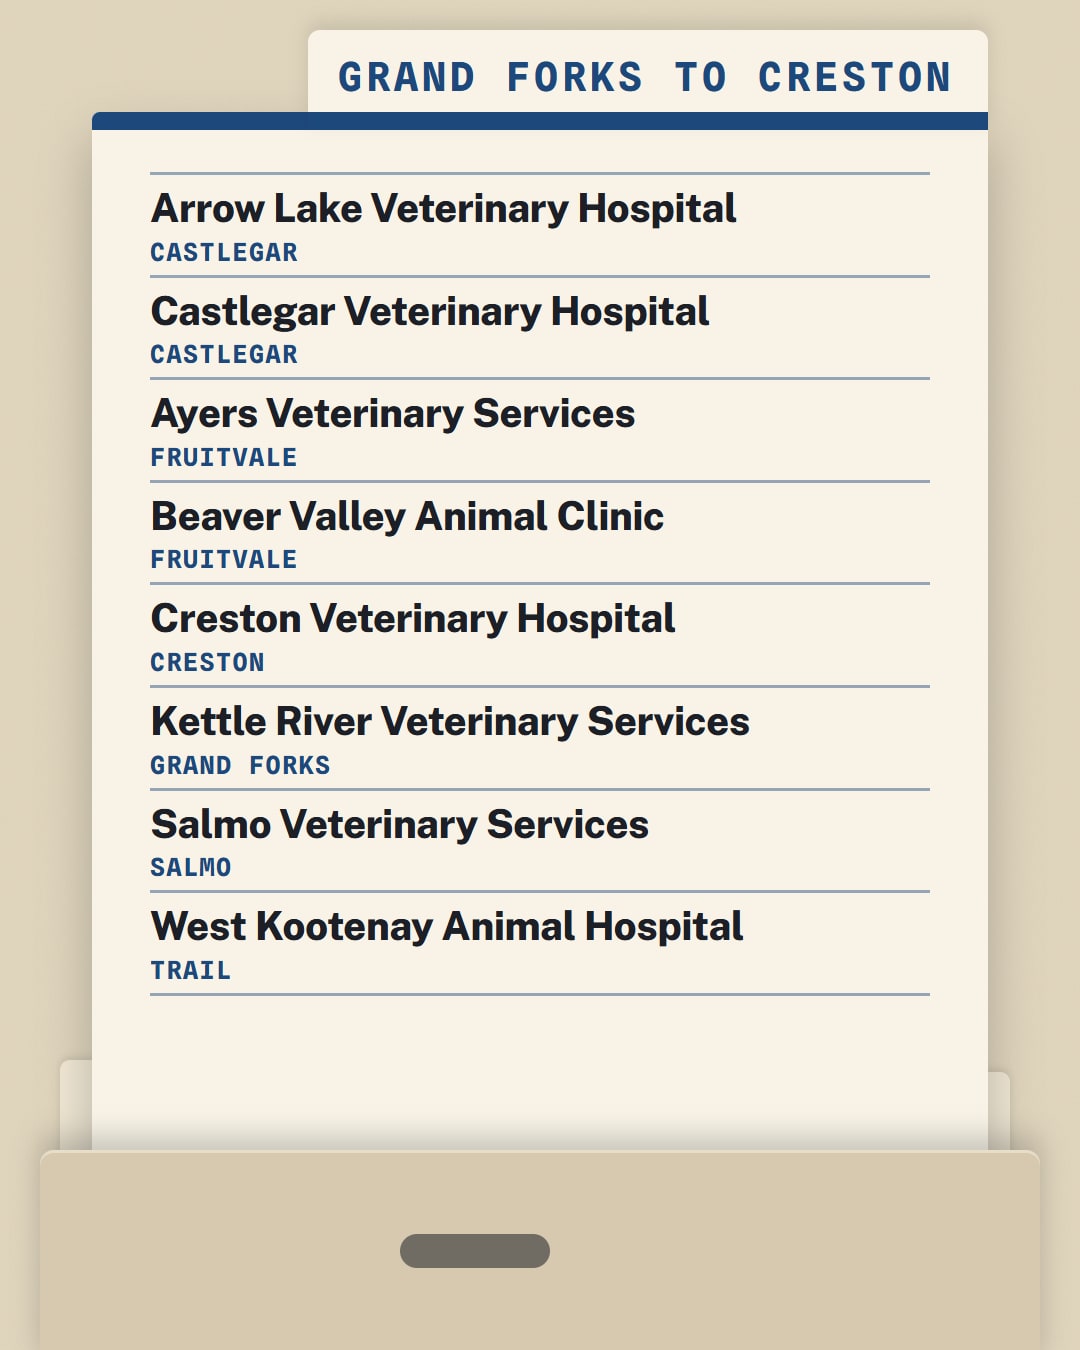 GRAND FORKS TO CRESTON
Arrow Lake Veterinary Hospital
CASTLEGAR
Castlegar Veterinary Hospital
CASTLEGAR
Ayers Veterinary Services
FRUITVALE
Beaver Valley Animal Clinic
FRUITVALE
Creston Veterinary Hospital
CRESTON
Kettle River Veterinary Services
GRAND FORKS
Salmo Veterinary Services
SALMO
West Kootenay Animal Hospital
TRAIL